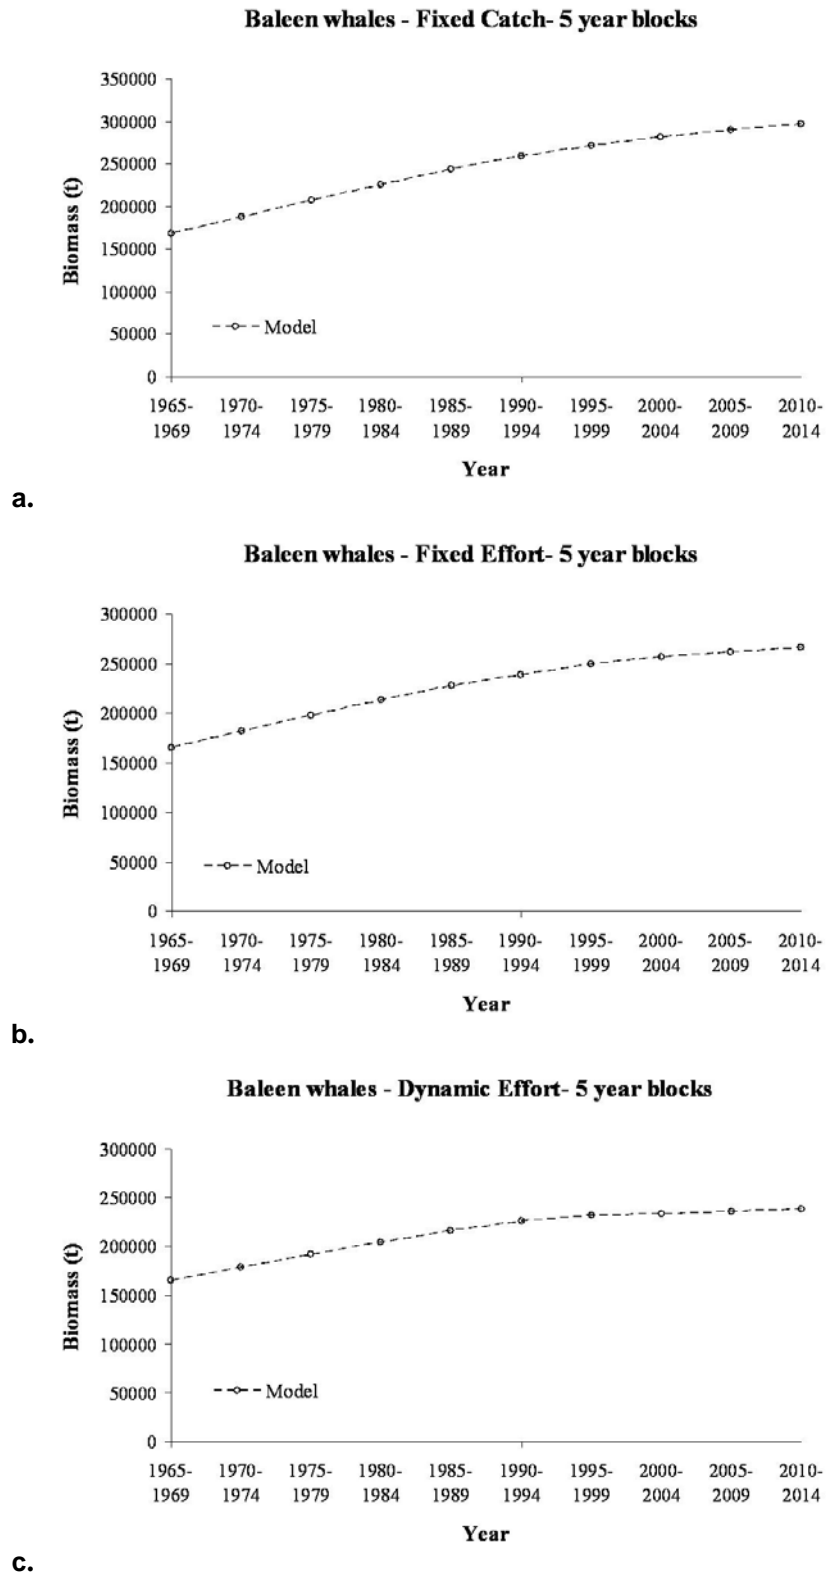 Baleen whales - Fixed Catch- 5 year blocks
350000
300000
250000
200000
150000
100000
50000
0
Biomass (t)
Model
1965- 1970- 1975- 1980- 1985- 1990- 1995- 2000- 2005- 2010-
1969 1974 1979 1984 1989 1994 1999 2004 2009 2014
Year
a.
Baleen whales - Fixed Effort- 5 year blocks
300000
250000
200000
150000
100000
50000
0
Biomass (t)
Model
1965- 1970- 1975- 1980- 1985- 1990- 1995- 2000- 2005- 2010-
1969 1974 1979 1984 1989 1994 1999 2004 2009 2014
Year
b.
Baleen whales - Dynamic Effort- 5 year blocks
300000
250000
200000
150000
100000
50000
0
Biomass (t)
Model
1965- 1970- 1975- 1980- 1985- 1990- 1995- 2000- 2005- 2010-
1969 1974 1979 1984 1989 1994 1999 2004 2009 2014
Year
c.